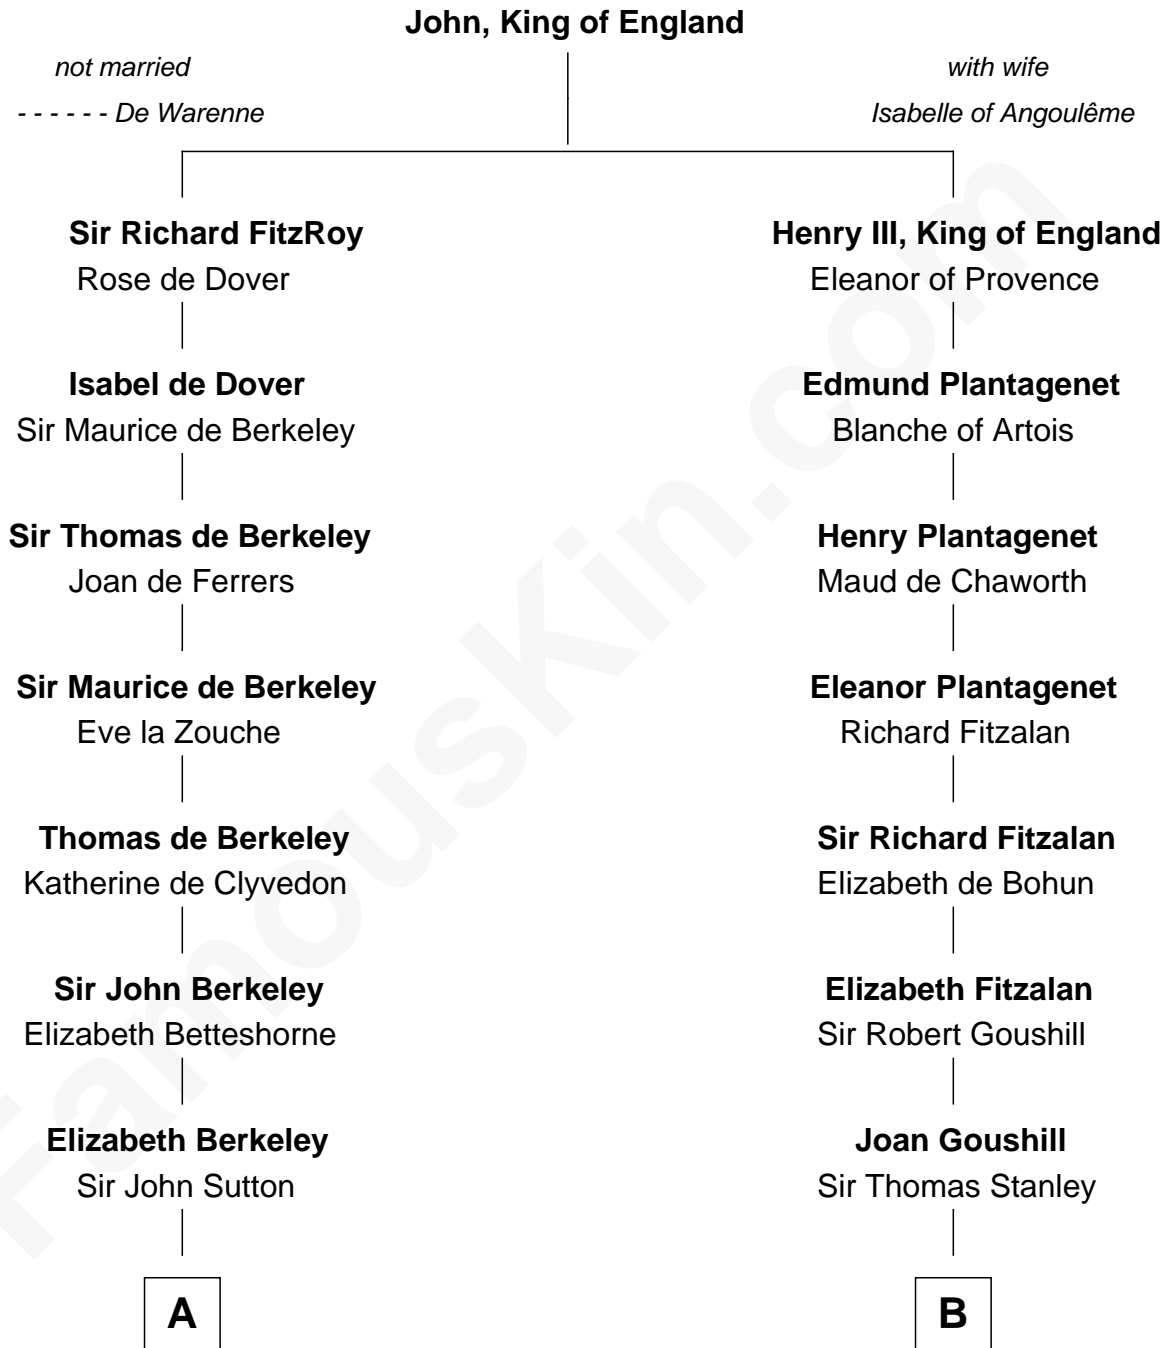 John, King of England
not married
- - - - - - De Warenne
with wife
Isabelle of Angoulême
Sir Richard FitzRoy
Rose de Dover
Henry III, King of England
Eleanor of Provence
Isabel de Dover
Sir Maurice de Berkeley
Edmund Plantagenet
Blanche of Artois
Sir Thomas de Berkeley
Joan de Ferrers
Henry Plantagenet
Maud de Chaworth
Sir Maurice de Berkeley
Eve la Zouche
Eleanor Plantagenet
Richard Fitzalan
Thomas de Berkeley
Katherine de Clyvedon
Sir Richard Fitzalan
Elizabeth de Bohun
Sir John Berkeley
Elizabeth Betteshorne
Elizabeth Fitzalan
Sir Robert Goushill
Elizabeth Berkeley
Sir John Sutton
Joan Goushill
Sir Thomas Stanley
A
B
FamousKin.com